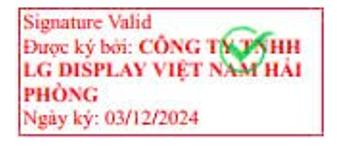 Signature Valid
Được ký bởi: CÔNG TY TNHH
LG DISPLAY VIỆT NAM HẢI
PHÒNG
Ngày ký: 03/12/2024